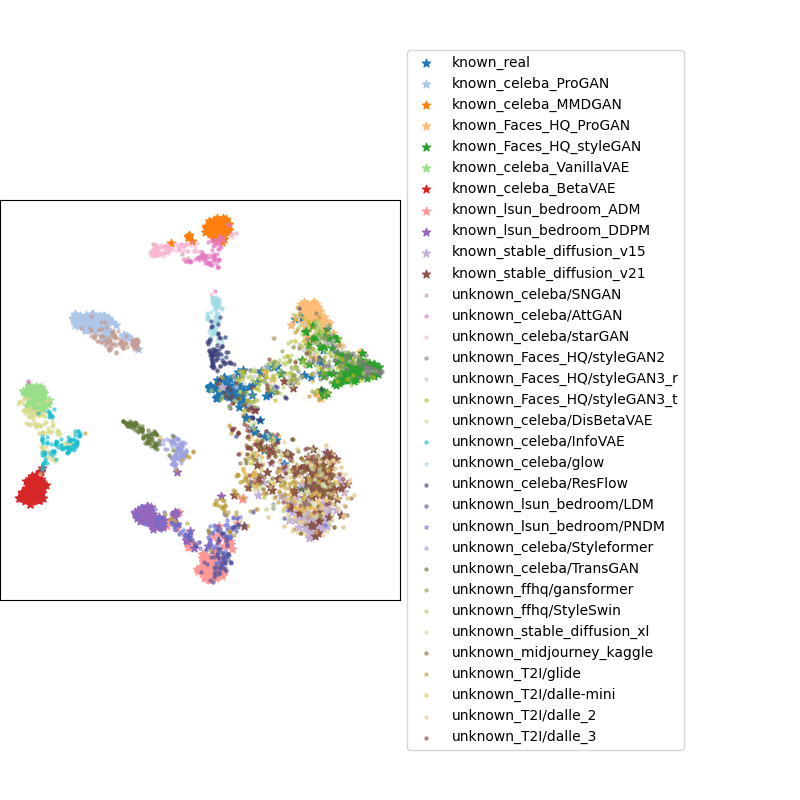 known_real
known_celeba_ProGAN
known_celeba_MMDGAN
known_Faces_HQ_ProGAN
known_Faces_HQ_styleGAN
known_celeba_VanillaVAE
known_celeba_BetaVAE
known_lsun_bedroom_ADM
known_lsun_bedroom_DDPM
known_stable_diffusion_v15
known_stable_diffusion_v21
unknown_celeba/SNGAN
unknown_celeba/AttGAN
unknown_celeba/starGAN
unknown_Faces_HQ/styleGAN2
unknown_Faces_HQ/styleGAN3_r
unknown_Faces_HQ/styleGAN3_t
unknown_celeba/DisBetaVAE
unknown_celeba/InfoVAE
unknown_celeba/glow
unknown_celeba/ResFlow
unknown_lsun_bedroom/LDM
unknown_lsun_bedroom/PNDM
unknown_celeba/Styleformer
unknown_celeba/TransGAN
unknown_ffhq/gansformer
unknown_ffhq/StyleSwin
unknown_stable_diffusion_xl
unknown_midjourney_kaggle
unknown_T2I/glide
unknown_T2I/dalle-mini
unknown_T2I/dalle_2
unknown_T2I/dalle_3